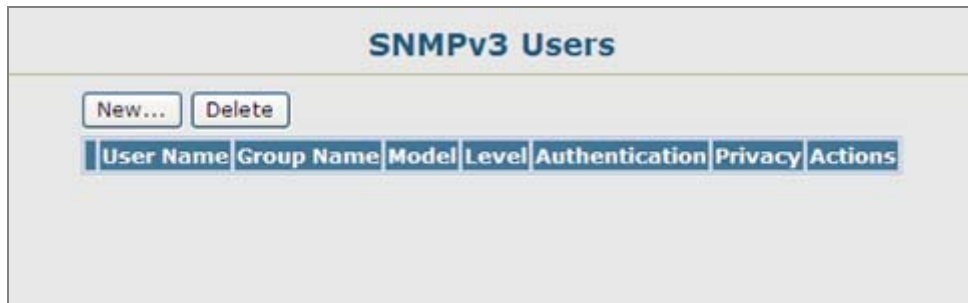 SNMPv3 Users
New... Delete
User Name Group Name Model Level Authentication Privacy Actions